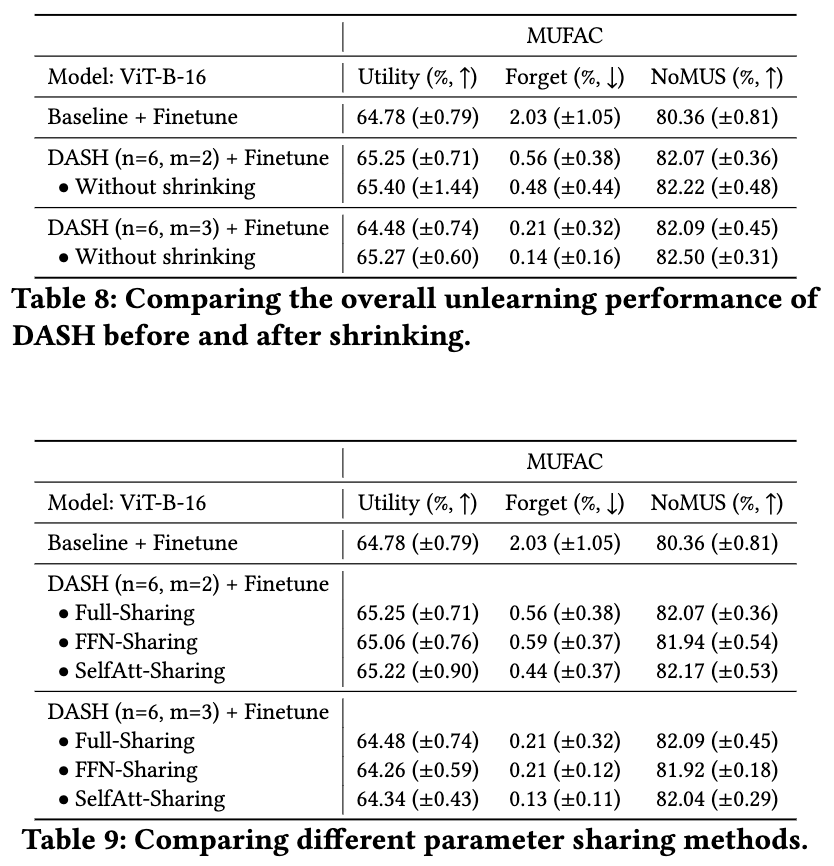 MUFAC
Model: ViT-B-16 Utility (%, ↑) Forget (%, ↓) NoMUS (%, ↑)
Baseline + Finetune 64.78 (±0.79) 2.03 (±1.05) 80.36 (±0.81)
DASH (n=6, m=2) + Finetune 65.25 (±0.71) 0.56 (±0.38) 82.07 (±0.36)
• Without shrinking 65.40 (±1.44) 0.48 (±0.44) 82.22 (±0.48)
DASH (n=6, m=3) + Finetune 64.48 (±0.74) 0.21 (±0.32) 82.09 (±0.45)
• Without shrinking 65.27 (±0.60) 0.14 (±0.16) 82.50 (±0.31)
Table 8: Comparing the overall unlearning performance of
DASH before and after shrinking.
MUFAC
Model: ViT-B-16 Utility (%, ↑) Forget (%, ↓) NoMUS (%, ↑)
Baseline + Finetune 64.78 (±0.79) 2.03 (±1.05) 80.36 (±0.81)
DASH (n=6, m=2) + Finetune
• Full-Sharing 65.25 (±0.71) 0.56 (±0.38) 82.07 (±0.36)
• FFN-Sharing 65.06 (±0.76) 0.59 (±0.37) 81.94 (±0.54)
• SelfAtt-Sharing 65.22 (±0.90) 0.44 (±0.37) 82.17 (±0.53)
DASH (n=6, m=3) + Finetune
• Full-Sharing 64.48 (±0.74) 0.21 (±0.32) 82.09 (±0.45)
• FFN-Sharing 64.26 (±0.59) 0.21 (±0.12) 81.92 (±0.18)
• SelfAtt-Sharing 64.34 (±0.43) 0.13 (±0.11) 82.04 (±0.29)
Table 9: Comparing different parameter sharing methods.